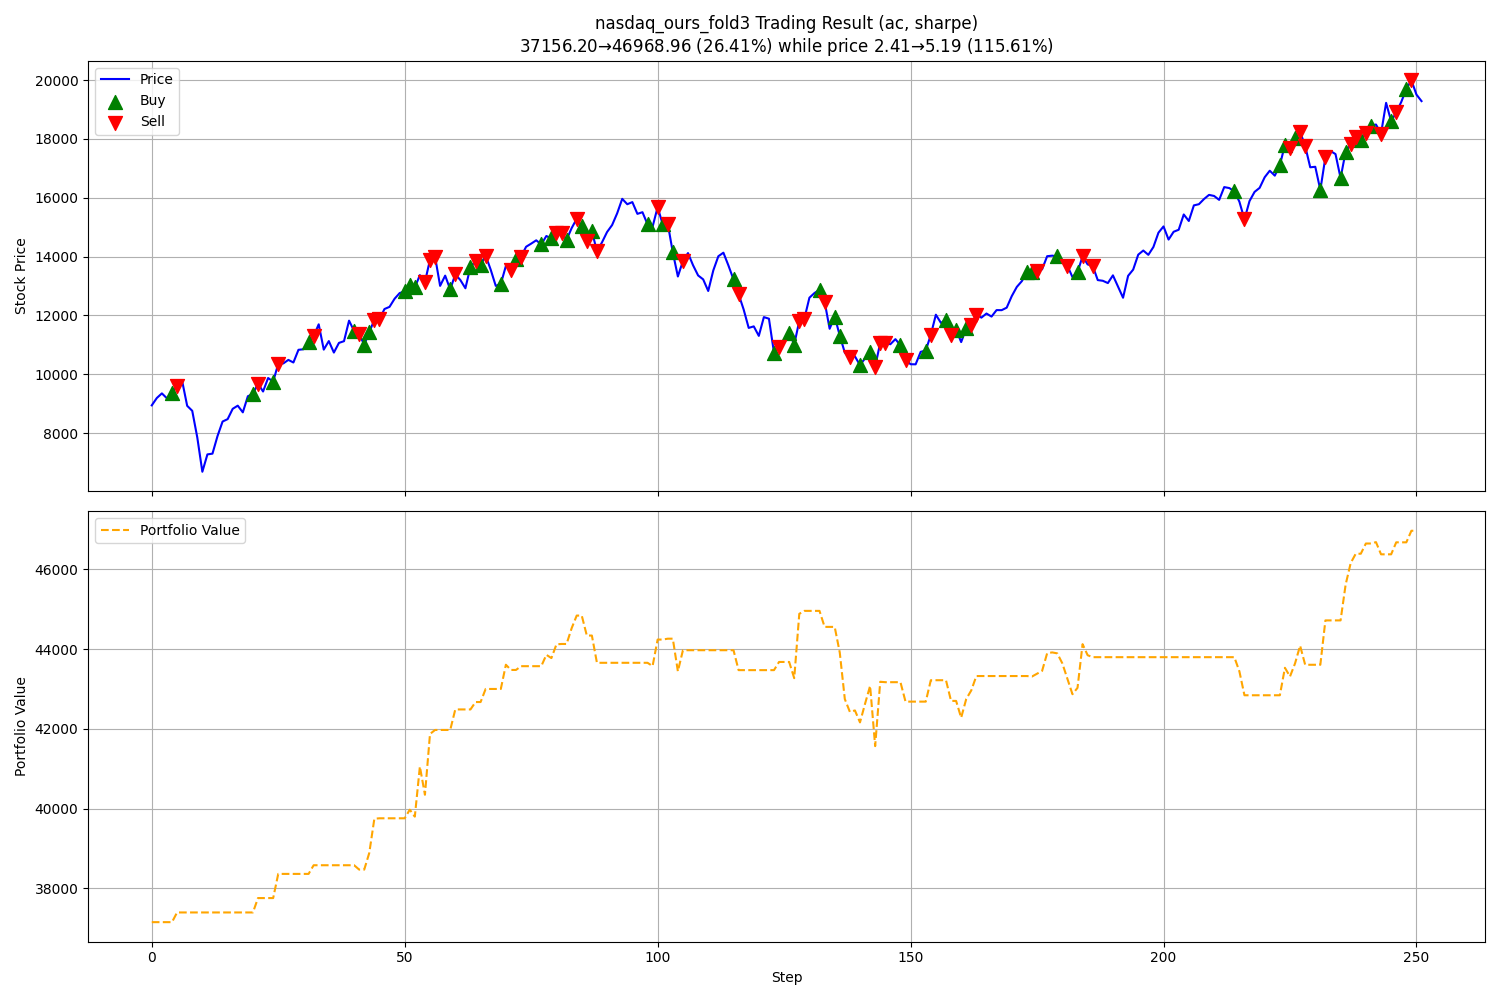 nasdaq_ours_fold3 Trading Result (ac, sharpe)
37156.20→46968.96 (26.41%) while price 2.41→5.19 (115.61%)
Price
Buy
Sell
Stock Price
20000
18000
16000
14000
12000
10000
8000
Portfolio Value
Portfolio Value
46000
44000
42000
40000
38000
0 50 100 150 200 250
Step